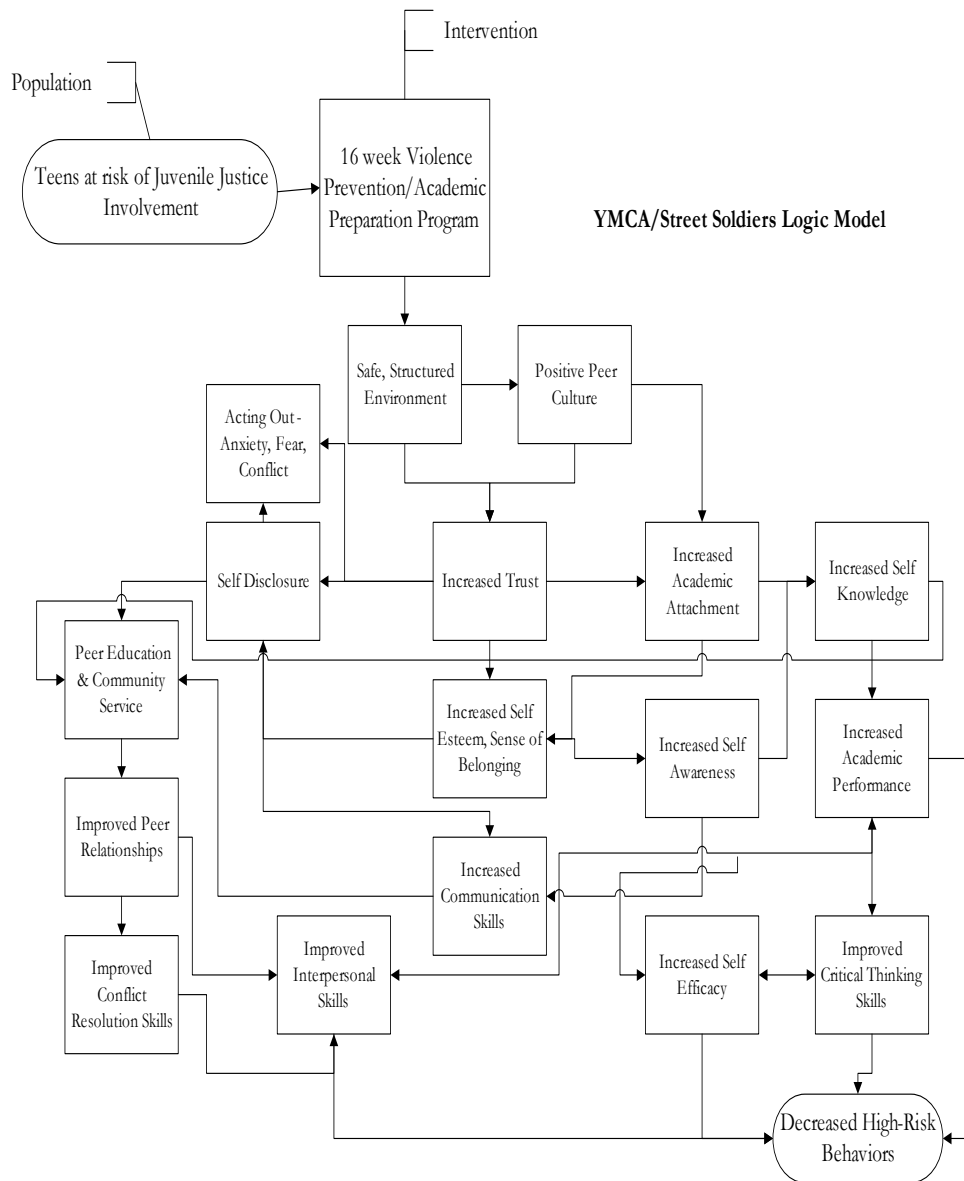 Intervention
Population
16 week Violence
Prevention/Academic
Preparation Program
Teens at risk of Juvenile Justice
Involvement
YMCA/Street Soldiers Logic Model
Safe, Structured
Environment
Positive Peer
Culture
Acting Out -
Anxiety, Fear,
Conflict
Self Disclosure
Increased Trust
Increased
Academic
Attachment
Increased Self
Knowledge
Peer Education
& Community
Service
Increased Self
Esteem, Sense of
Belonging
Increased Self
Awareness
Increased
Academic
Performance
Improved Peer
Relationships
Increased
Communication
Skills
Improved
Conflict
Resolution Skills
Improved
Interpersonal
Skills
Increased Self
Efficacy
Improved
Critical Thinking
Skills
Decreased High-Risk
Behaviors